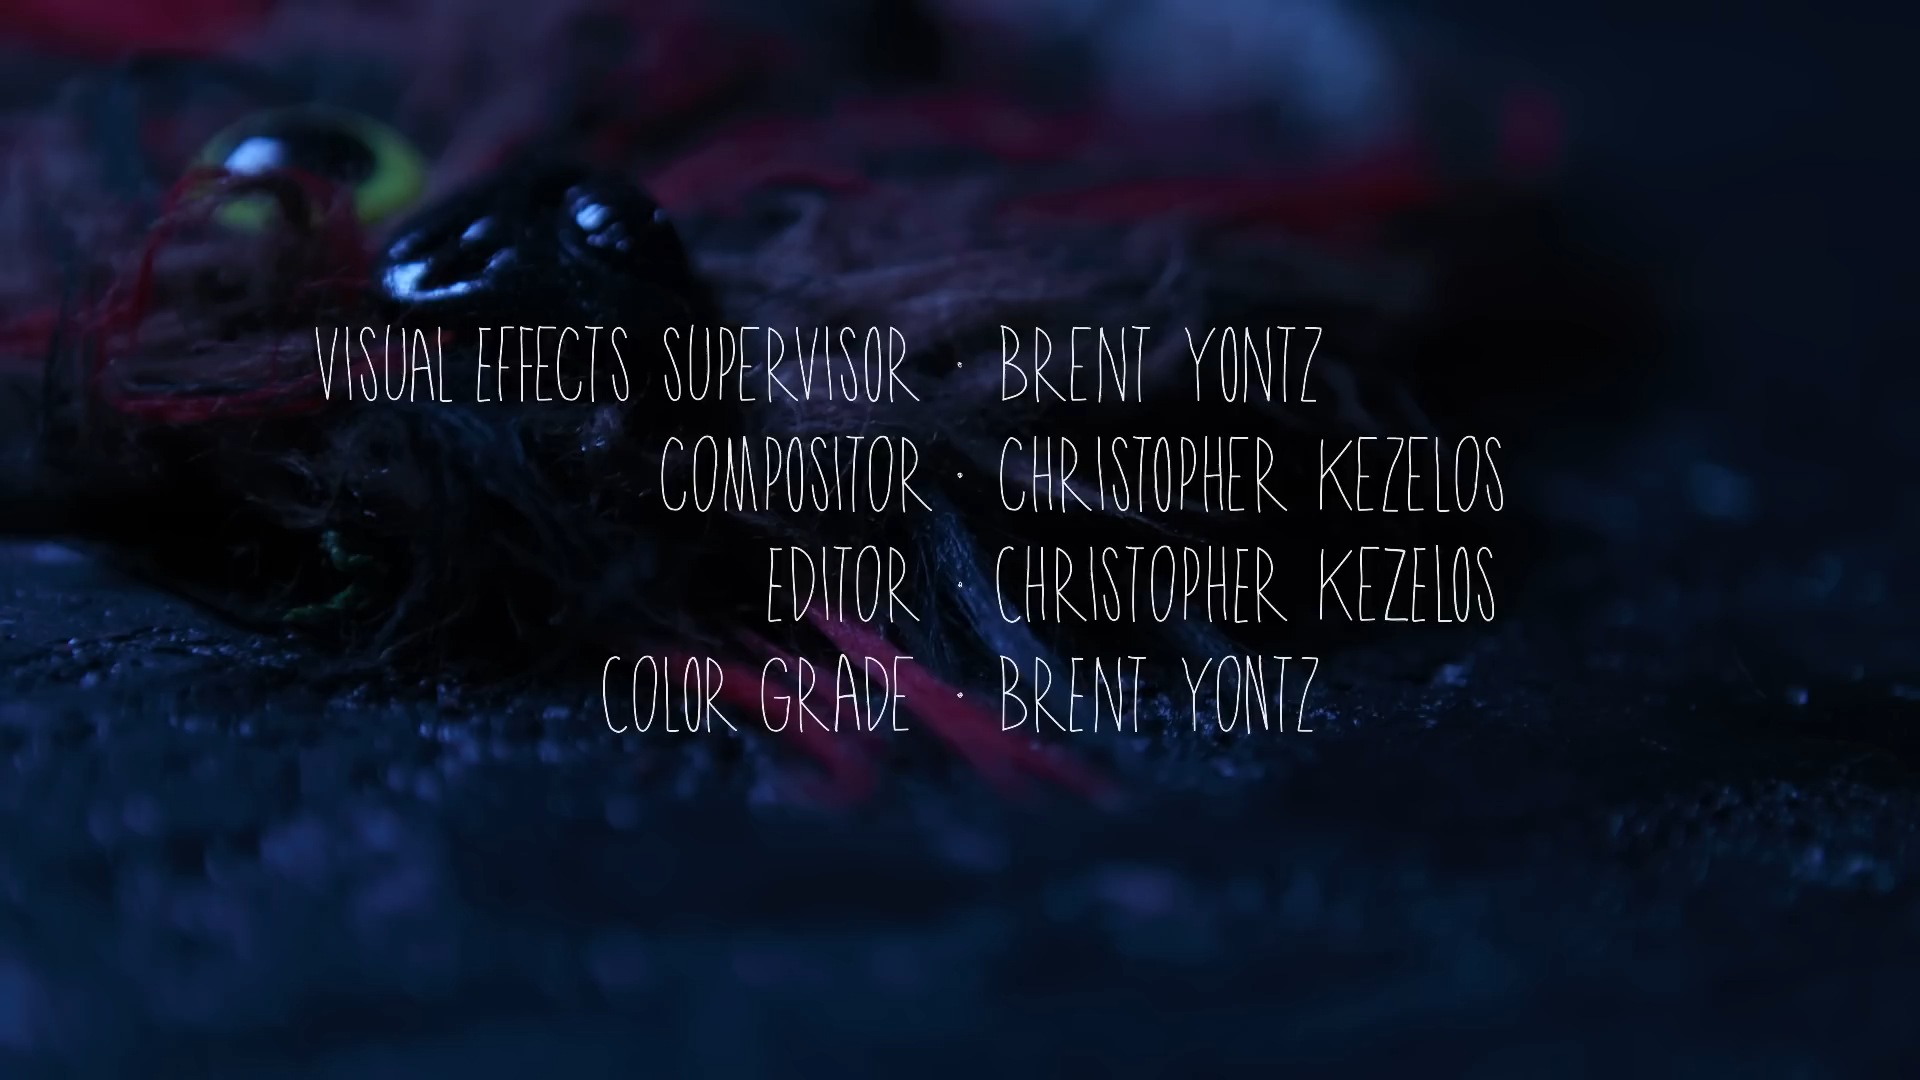 VISUAL EFFECTS SUPERVISOR · BRENT YONTZ
COMPOSITOR · CHRISTOPHER KEZELOS
EDITOR · CHRISTOPHER KEZELOS
COLOR GRADE · BRENT YONTZ